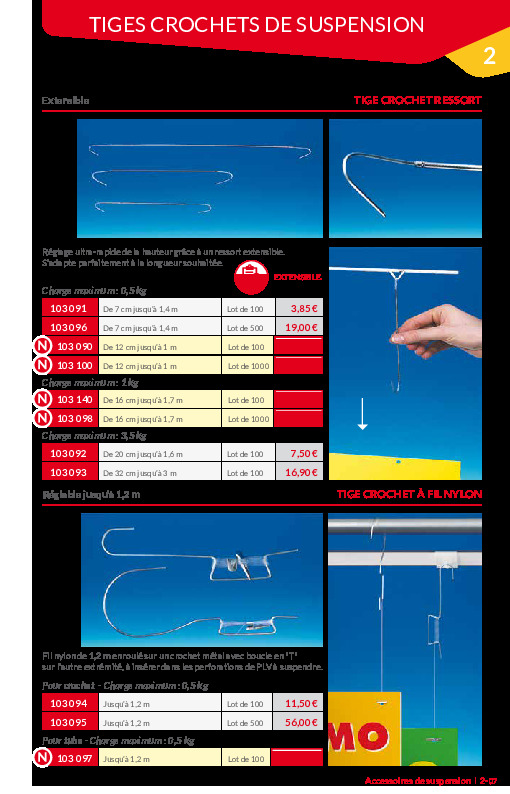 TIGES CROCHETS DE SUSPENSION
2
Extensible
TIGE CROCHET RESSORT
Réglage ultra-rapide de la hauteur grâce à un ressort extensible.
S'adapte parfaitement à la longueur souhaitée.
EXTENSIBLE
Charge maximum : 0,5 kg
103 091 De 7 cm jusqu'à 1,4 m Lot de 100 3,85 €
103 096 De 7 cm jusqu'à 1,4 m Lot de 500 19,00 €
N 103 090 De 12 cm jusqu'à 1 m Lot de 100
N 103 100 De 12 cm jusqu'à 1 m Lot de 1000
Charge maximum : 1 kg
N 103 140 De 16 cm jusqu'à 1,7 m Lot de 100
N 103 098 De 16 cm jusqu'à 1,7 m Lot de 1000
Charge maximum : 3,5 kg
103 092 De 20 cm jusqu'à 1,6 m Lot de 100 7,50 €
103 093 De 32 cm jusqu'à 3 m Lot de 100 16,90 €
Réglable jusqu'à 1,2 m
TIGE CROCHET À FIL NYLON
Fil nylon de 1,2 m enroulé sur un crochet métal avec boucle en "T"
sur l'autre extrémité, à insérer dans les perforations de PLV à suspendre.
Pour crochet - Charge maximum : 0,5 kg
103 094 Jusqu'à 1,2 m Lot de 100 11,50 €
103 095 Jusqu'à 1,2 m Lot de 500 56,00 €
Pour tube - Charge maximum : 0,5 kg
N 103 097 Jusqu'à 1,2 m Lot de 100
MO
Accessoires de suspension | 2-07